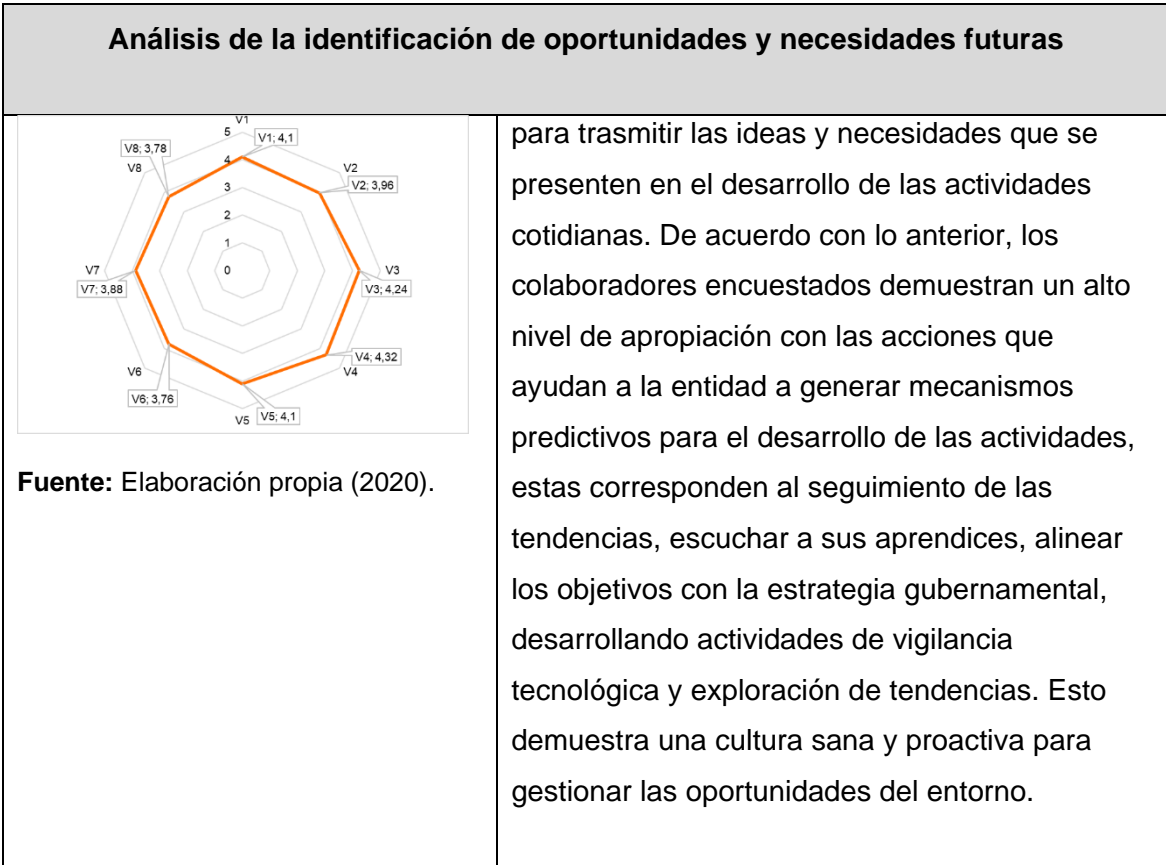 Análisis de la identificación de oportunidades y necesidades futuras
V1
5
V1; 4,1
V8; 3,78
4
V8
V2
V2; 3,96
3
2
1
0
V7
V7; 3,88
V3
V3; 4,24
V4; 4,32
V4
V6
V6; 3,76
V5
V5; 4,1
Fuente: Elaboración propia (2020).
para trasmitir las ideas y necesidades que se
presenten en el desarrollo de las actividades
cotidianas. De acuerdo con lo anterior, los
colaboradores encuestados demuestran un alto
nivel de apropiación con las acciones que
ayudan a la entidad a generar mecanismos
predictivos para el desarrollo de las actividades,
estas corresponden al seguimiento de las
tendencias, escuchar a sus aprendices, alinear
los objetivos con la estrategia gubernamental,
desarrollando actividades de vigilancia
tecnológica y exploración de tendencias. Esto
demuestra una cultura sana y proactiva para
gestionar las oportunidades del entorno.